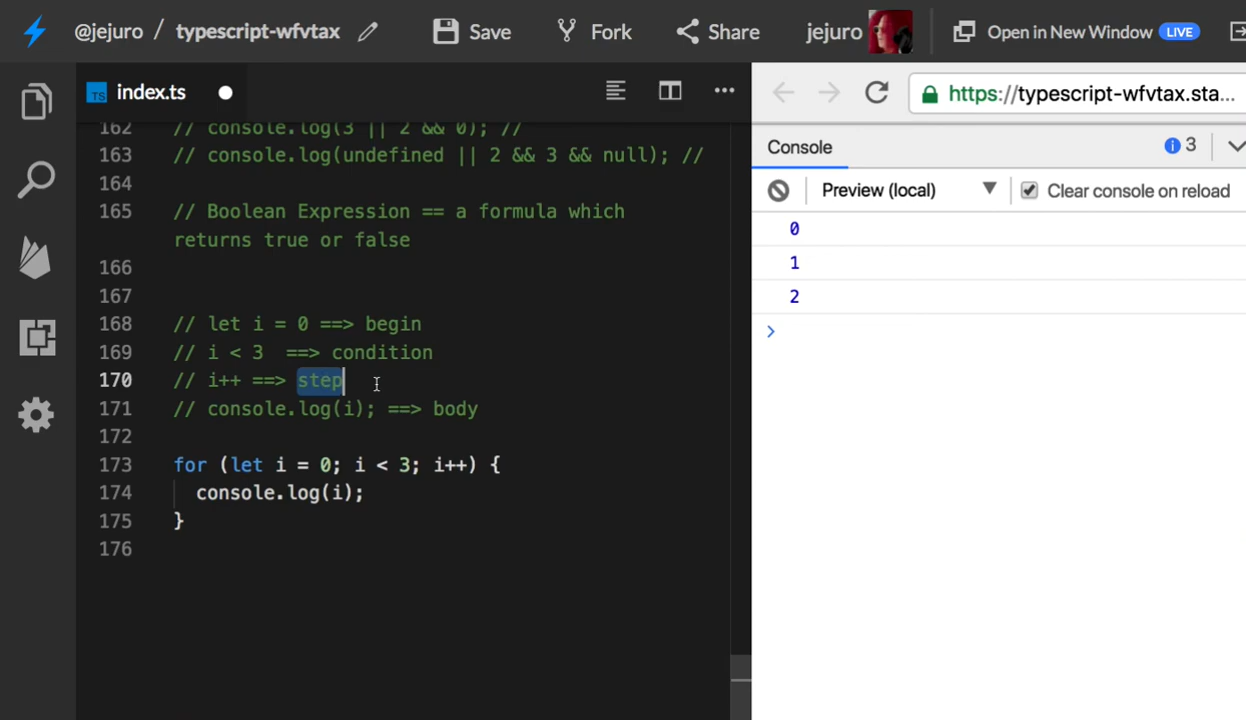 @jejuro / typescript-wfvtax Save Fork Share jejuro Open in New Window LIVE
TS index.ts ••• https://typescript-wfvtax.sta...
Console 3
Preview (local) Clear console on reload
162 // console.log(3 || 2 && 0); //
163 // console.log(undefined || 2 && 3 && null); //
164
165 // Boolean Expression == a formula which
returns true or false
166
167
168 // let i = 0 ==> begin
169 // i < 3  ==> condition
170 // i++ ==> step
171 // console.log(i); ==> body
172
173 for (let i = 0; i < 3; i++) {
174 console.log(i);
175 }
176
0
1
2
>